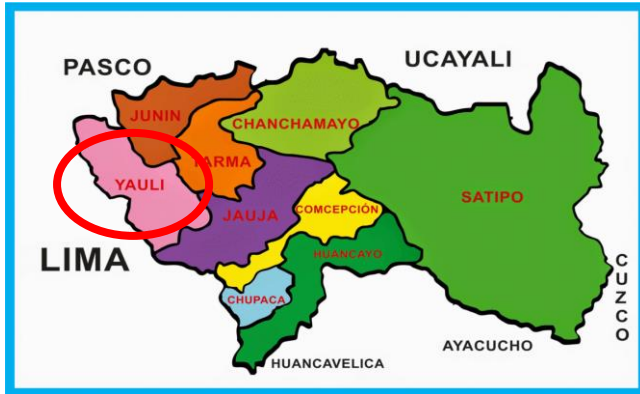 PASCO
UCAYALI
JUNIN
CHANCHAMAYO
TARMA
YAULI
SATIPO
JAUJA
COMCEPCIÓN
LIMA
HUANCAYO
CHUPACA
CUZCO
AYACUCHO
HUANCAVELICA